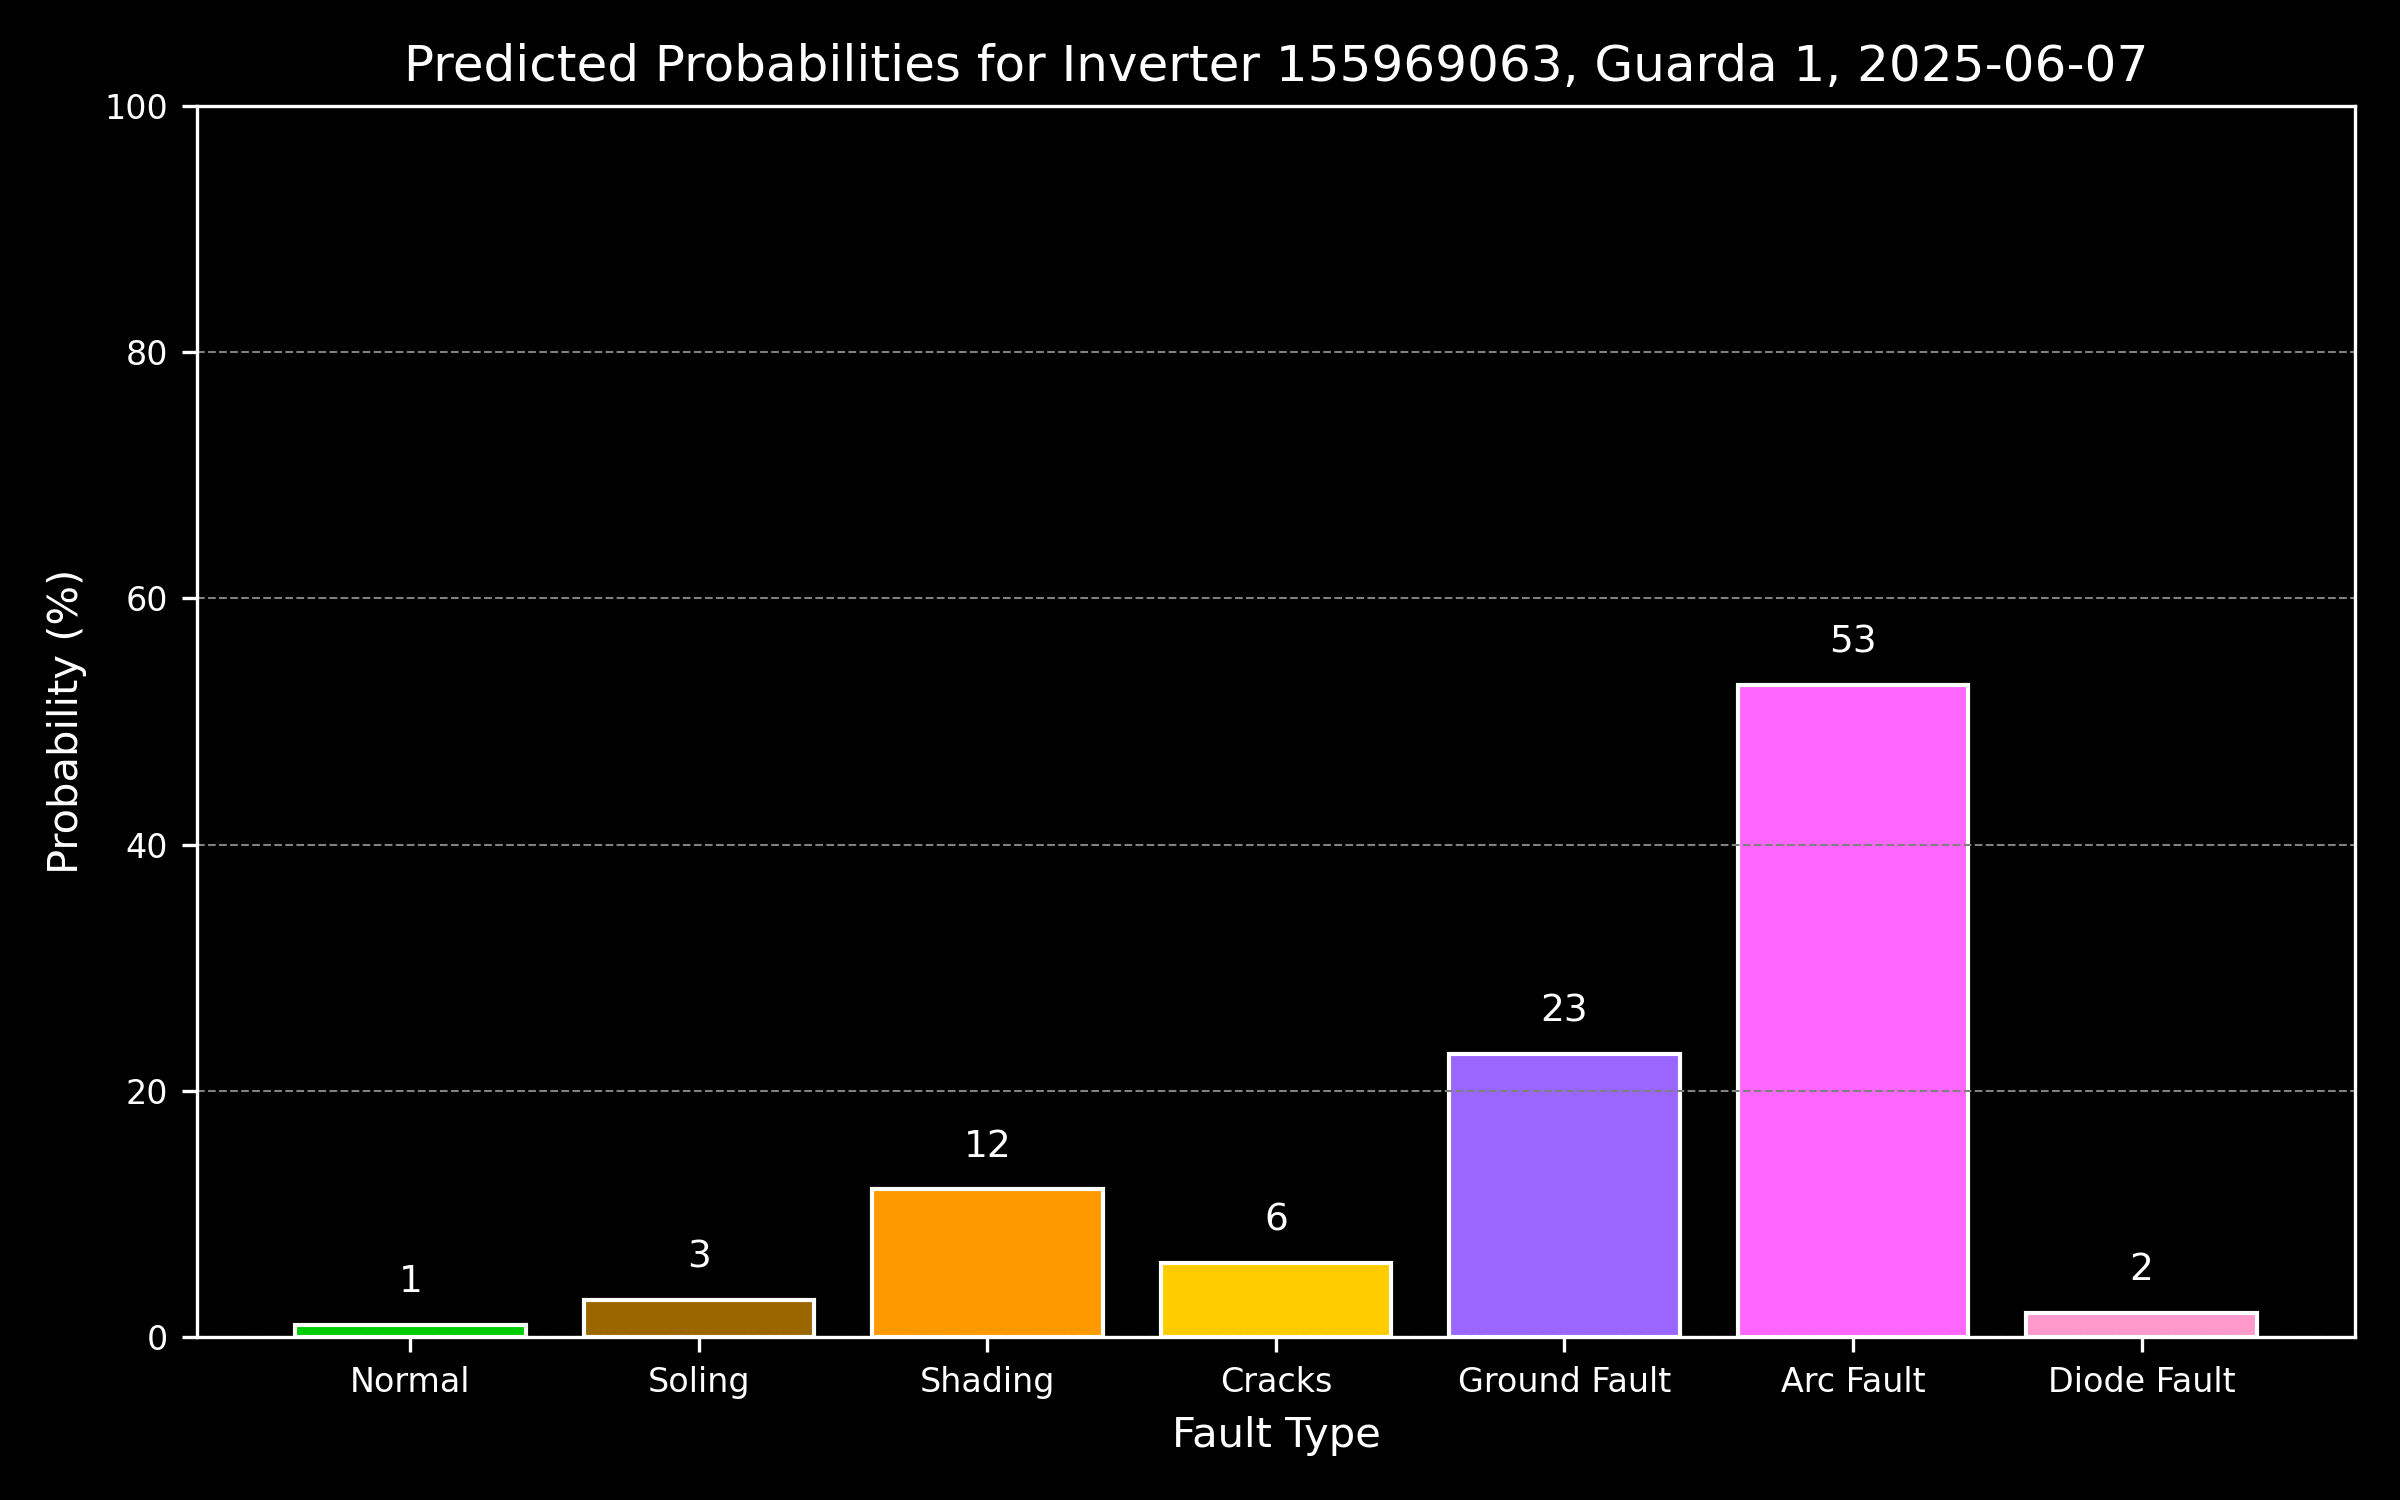 Predicted Probabilities for Inverter 155969063, Guarda 1, 2025-06-07
100
80
60
40
20
0
Probability (%)
1
3
12
6
23
53
2
Normal
Soling
Shading
Cracks
Ground Fault
Arc Fault
Diode Fault
Fault Type